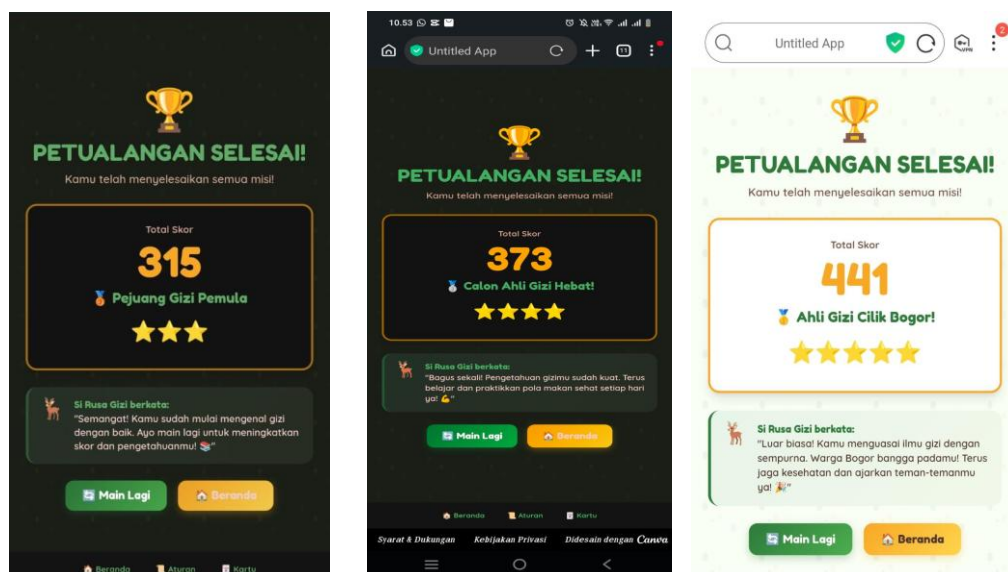 PETUALANGAN SELESAI!
Kamu telah menyelesaikan semua misi!
Total Skor
315
Pejuang Gizi Pemula
Si Rusa Gizi berkata:
"Semangat! Kamu sudah mulai mengenal gizi
dengan baik. Ayo main lagi untuk meningkatkan
skor dan pengetahuanmu! 📚"
Main Lagi
Beranda
Beranda
Aturan
Kartu
10.53
Untitled App
11
PETUALANGAN SELESAI!
Kamu telah menyelesaikan semua misi!
Total Skor
373
Calon Ahli Gizi Hebat!
Si Rusa Gizi berkata:
"Bagus sekali! Pengetahuan gizimu sudah kuat. Terus
belajar dan praktikkan pola makan sehat setiap hari
ya! 💪"
Main Lagi
Beranda
Beranda
Aturan
Kartu
Syarat & Dukungan
Kebijakan Privasi
Didesain dengan Canva
Untitled App
VPN
2
PETUALANGAN SELESAI!
Kamu telah menyelesaikan semua misi!
Total Skor
441
Ahli Gizi Cilik Bogor!
Si Rusa Gizi berkata:
"Luar biasa! Kamu menguasai ilmu gizi dengan
sempurna. Warga Bogor bangga padamu! Terus
jaga kesehatan dan ajarkan teman-temanmu
ya! 🎉"
Main Lagi
Beranda